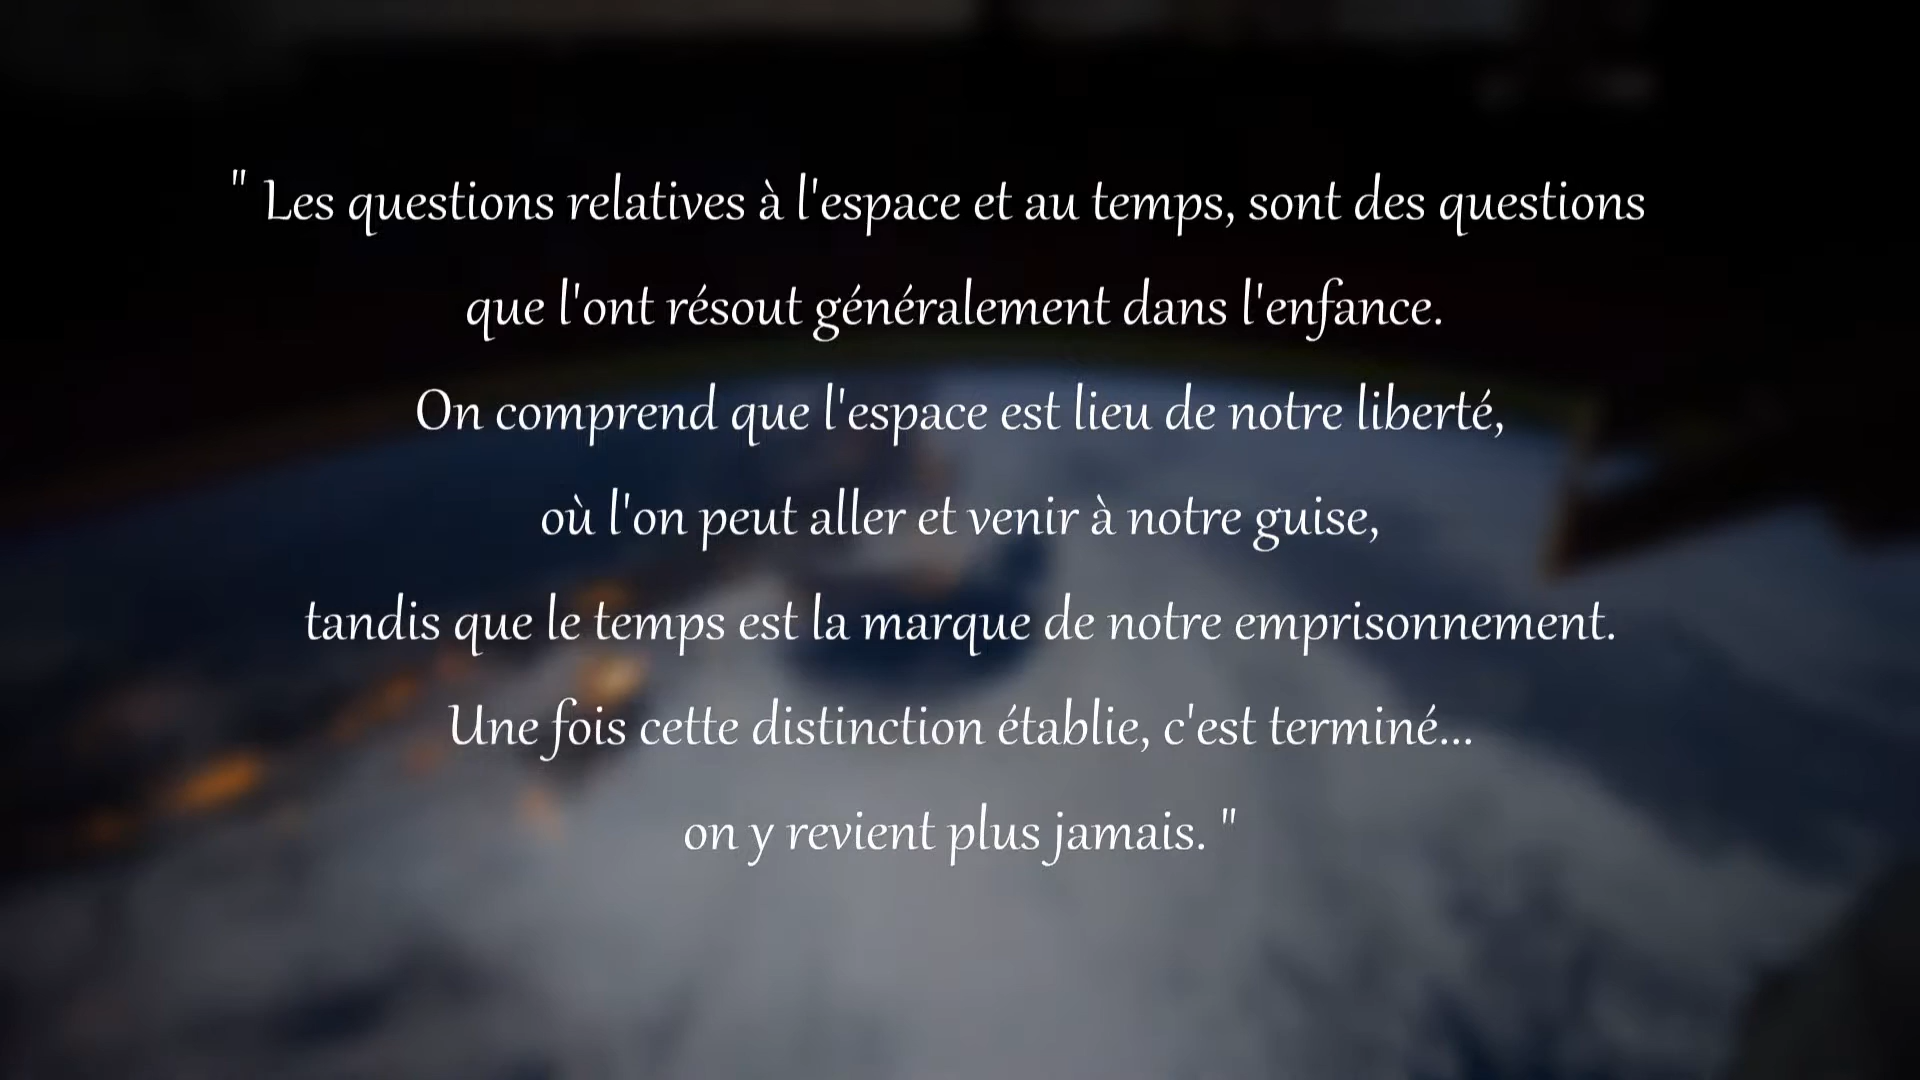 " Les questions relatives à l'espace et au temps, sont des questions
que l'ont résout généralement dans l'enfance.
On comprend que l'espace est lieu de notre liberté,
où l'on peut aller et venir à notre guise,
tandis que le temps est la marque de notre emprisonnement.
Une fois cette distinction établie, c'est terminé...
on y revient plus jamais. "